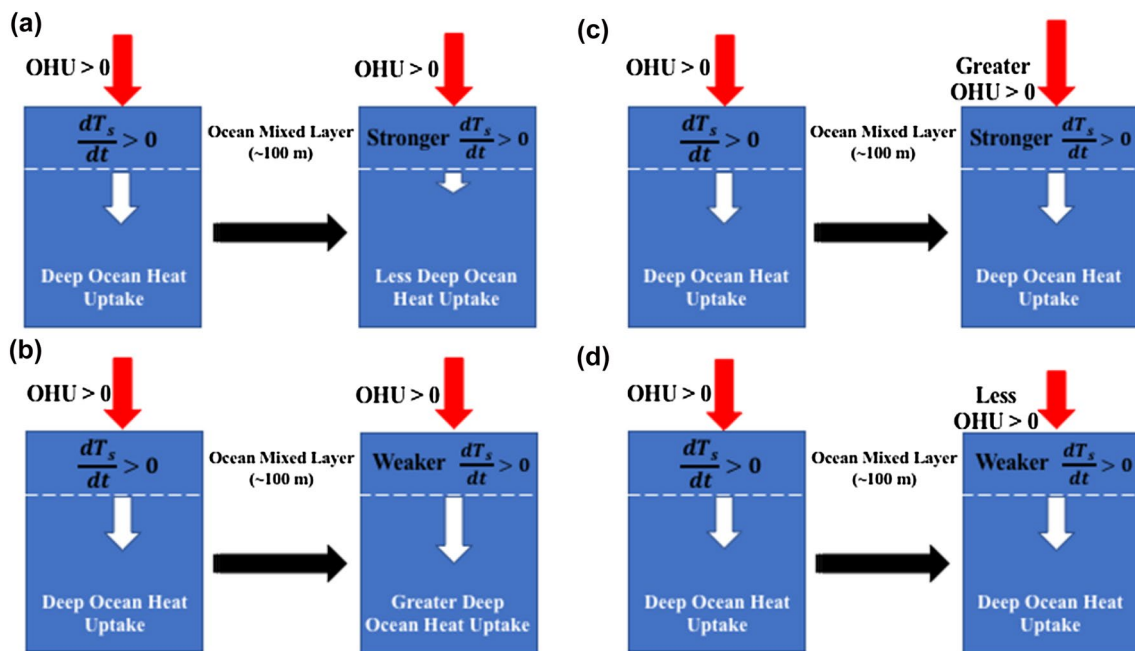 (a)
OHU > 0
OHU > 0
dT_s/dt > 0
Ocean Mixed Layer
(~100 m)
Stronger dT_s/dt > 0
Deep Ocean Heat
Uptake
Less Deep Ocean
Heat Uptake
(b)
OHU > 0
OHU > 0
dT_s/dt > 0
Ocean Mixed Layer
(~100 m)
Weaker dT_s/dt > 0
Deep Ocean Heat
Uptake
Greater Deep
Ocean Heat Uptake
(c)
OHU > 0
Greater
OHU > 0
dT_s/dt > 0
Ocean Mixed Layer
(~100 m)
Stronger dT_s/dt > 0
Deep Ocean Heat
Uptake
Deep Ocean Heat
Uptake
(d)
OHU > 0
Less
OHU > 0
dT_s/dt > 0
Ocean Mixed Layer
(~100 m)
Weaker dT_s/dt > 0
Deep Ocean Heat
Uptake
Deep Ocean Heat
Uptake